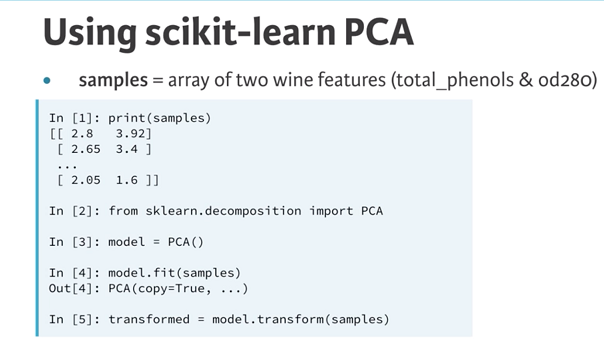 Using scikit-learn PCA
• samples = array of two wine features (total_phenols & od280)
In [1]: print(samples)
[[ 2.8   3.92]
 [ 2.65  3.4 ]
 ...
 [ 2.05  1.6 ]]
In [2]: from sklearn.decomposition import PCA
In [3]: model = PCA()
In [4]: model.fit(samples)
Out[4]: PCA(copy=True, ...)
In [5]: transformed = model.transform(samples)